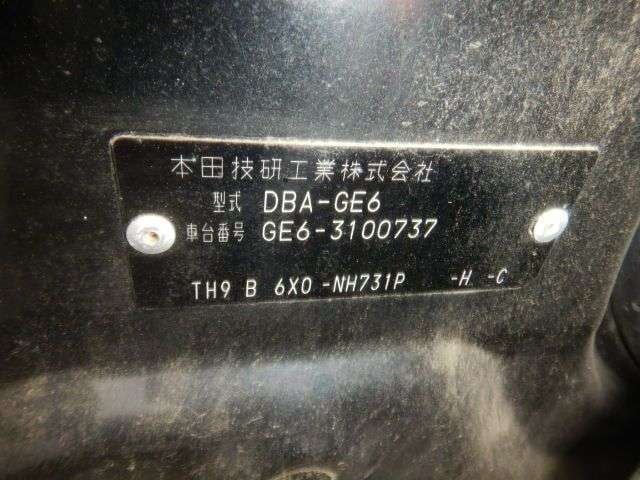 本田技研工業株式会社
型式 DBA-GE6
車台番号 GE6-3100737
TH9 B 6X0 -NH731P -H -C